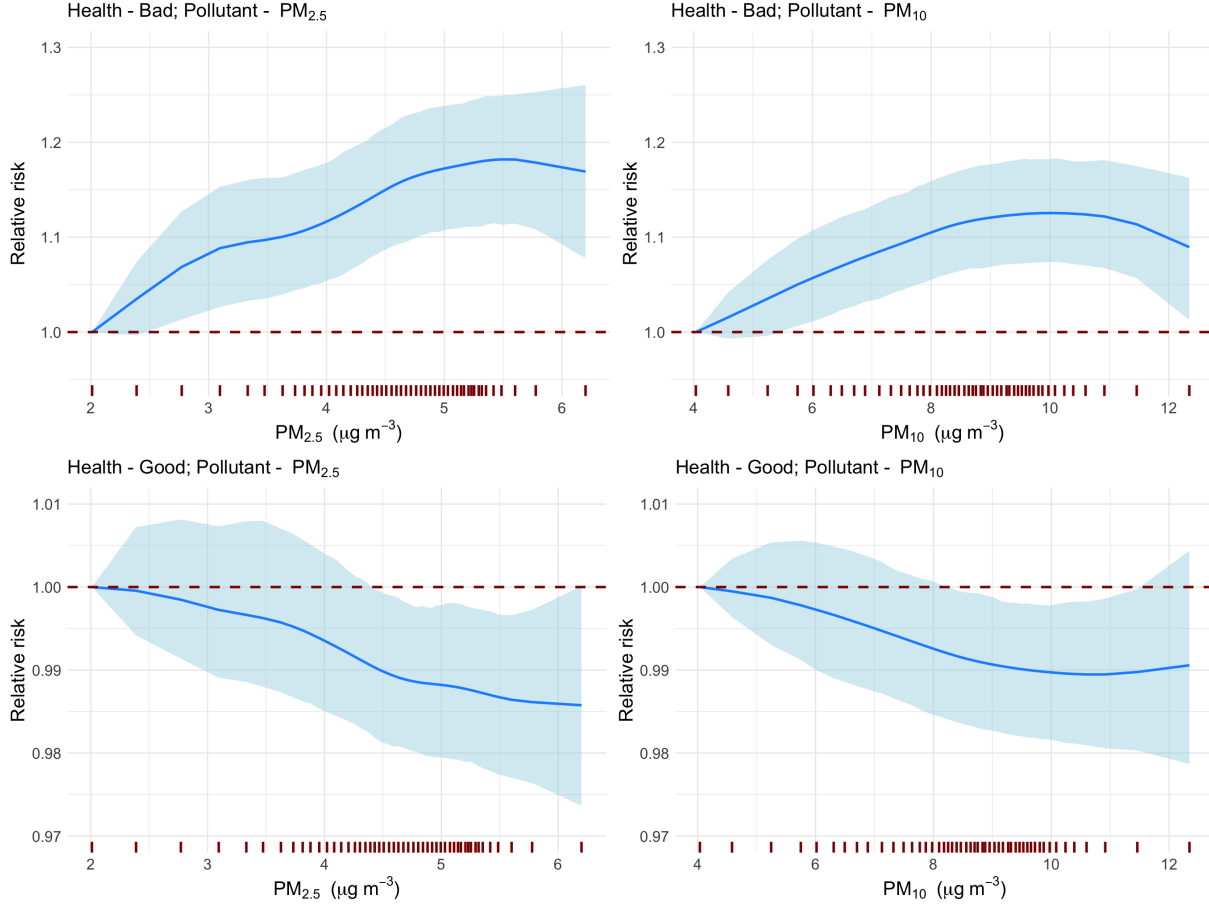 Health - Bad; Pollutant - PM₂.₅
1.3
1.2
1.1
1.0
Relative risk
2 3 4 5 6
PM₂.₅ (μg m⁻³)
Health - Bad; Pollutant - PM₁₀
1.3
1.2
1.1
1.0
Relative risk
4 6 8 10 12
PM₁₀ (μg m⁻³)
Health - Good; Pollutant - PM₂.₅
1.01
1.00
0.99
0.98
0.97
Relative risk
2 3 4 5 6
PM₂.₅ (μg m⁻³)
Health - Good; Pollutant - PM₁₀
1.01
1.00
0.99
0.98
0.97
Relative risk
4 6 8 10 12
PM₁₀ (μg m⁻³)